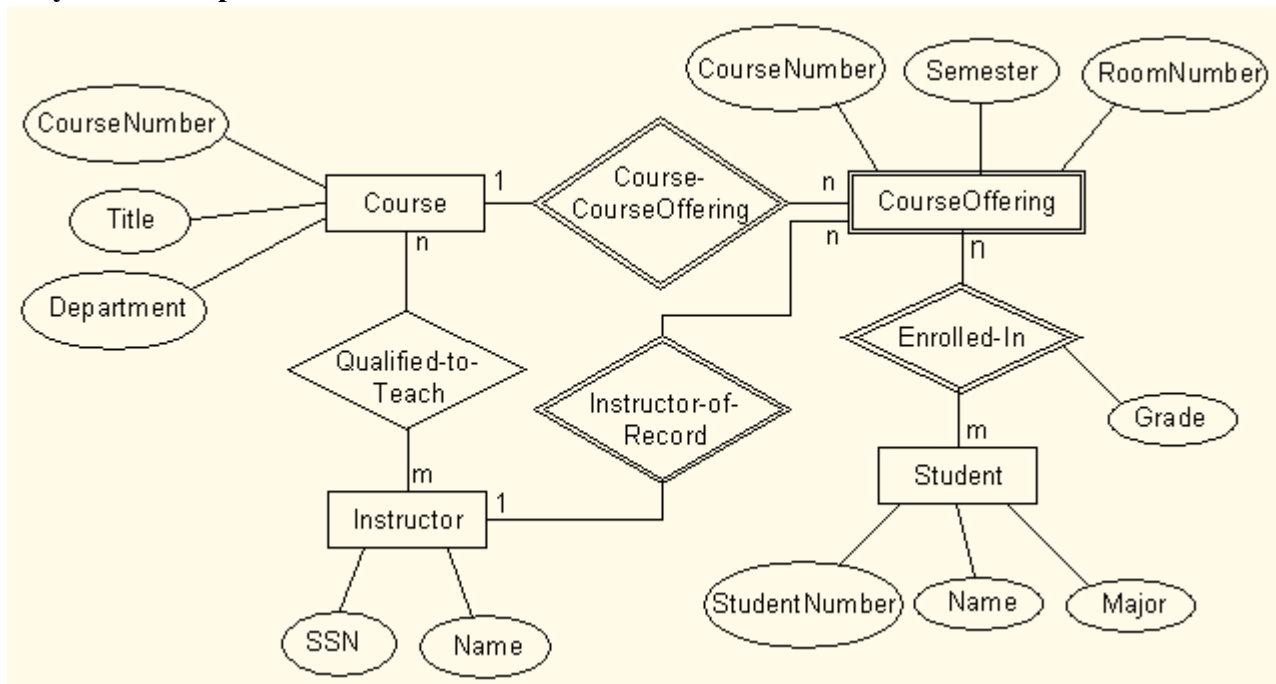 CourseNumber
Semester
RoomNumber
CourseNumber
Title
Department
Course
1
Course-
CourseOffering
n
CourseOffering
n
n
n
Qualified-to-
Teach
m
Instructor-of-
Record
Enrolled-In
Grade
m
Student
Instructor
1
SSN
Name
StudentNumber
Name
Major